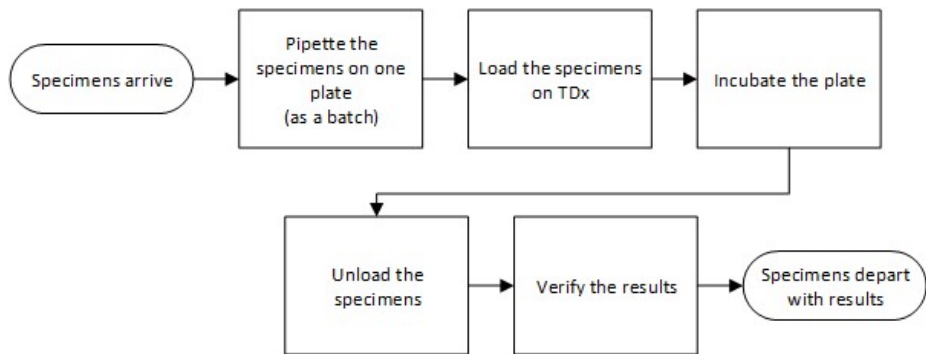 Specimens arrive
Pipette the
specimens on one
plate
(as a batch)
Load the specimens
on TDx
Incubate the plate
Unload the
specimens
Verify the results
Specimens depart
with results